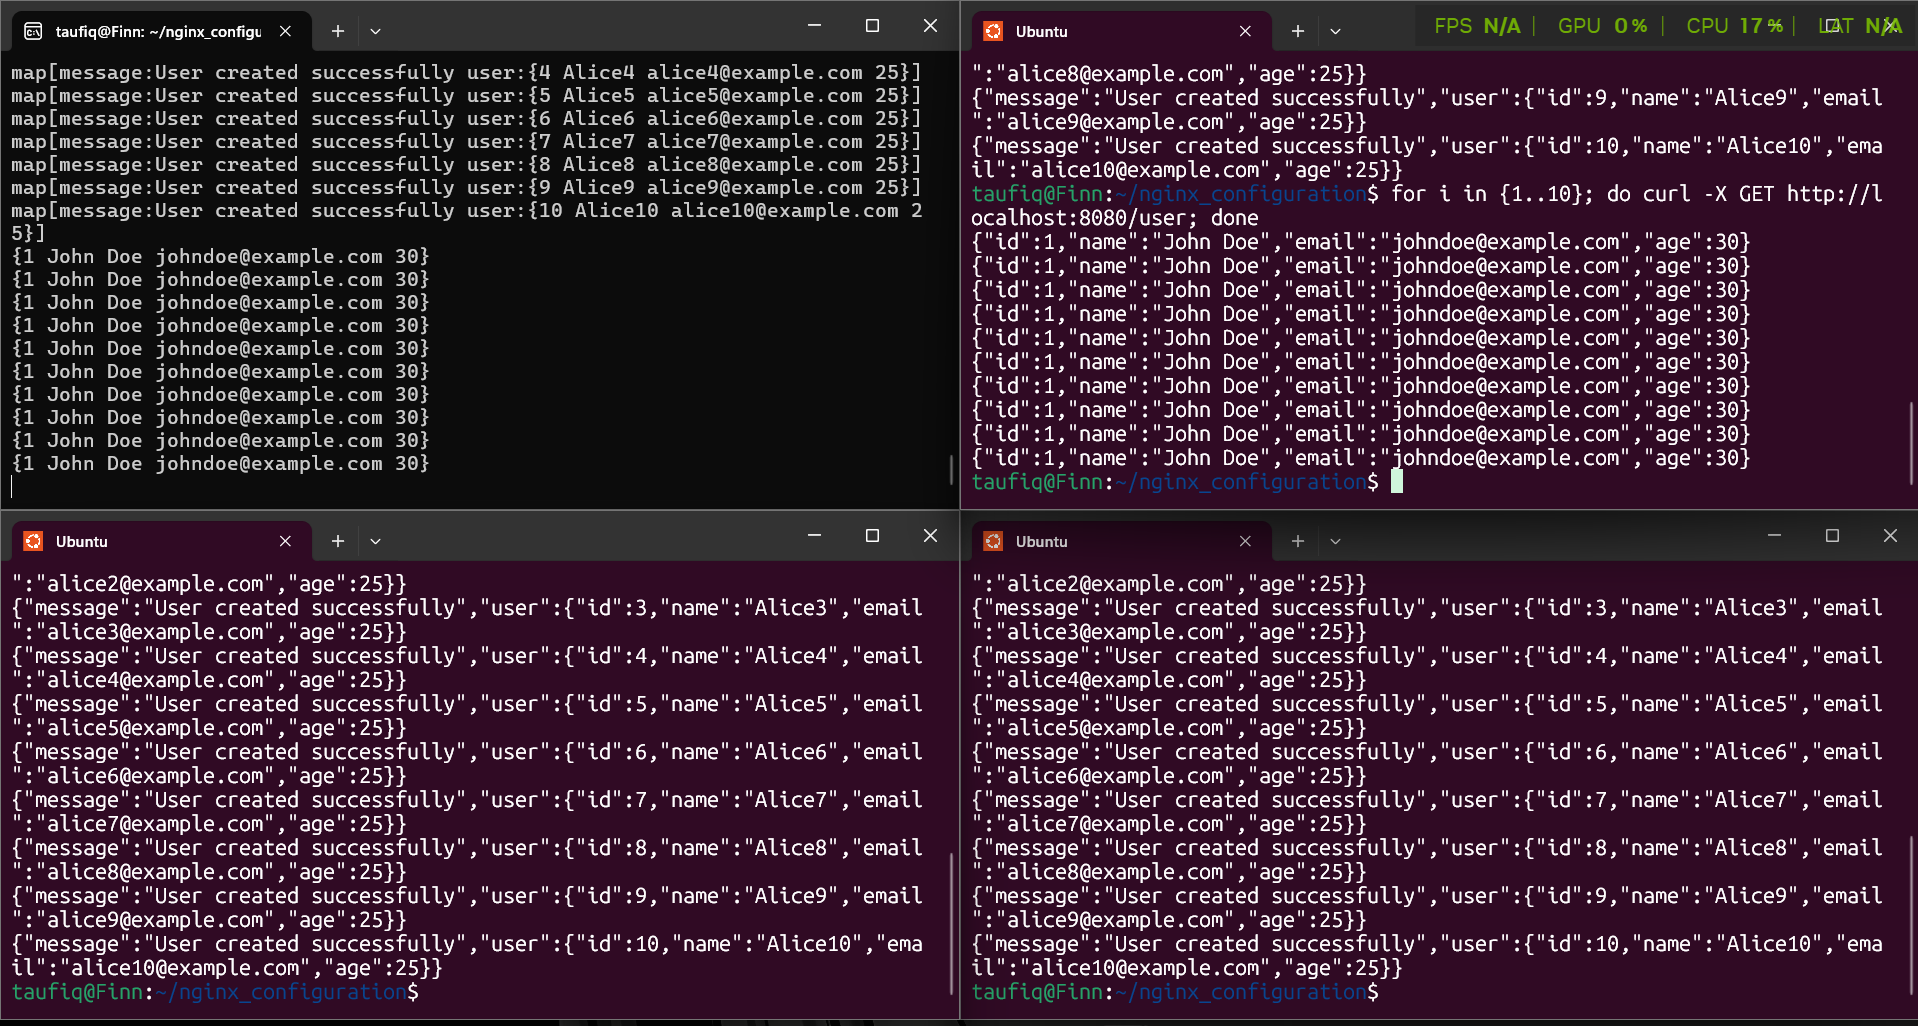 taufiq@Finn: ~/nginx_configu
map[message:User created successfully user:{4 Alice4 alice4@example.com 25}]
map[message:User created successfully user:{5 Alice5 alice5@example.com 25}]
map[message:User created successfully user:{6 Alice6 alice6@example.com 25}]
map[message:User created successfully user:{7 Alice7 alice7@example.com 25}]
map[message:User created successfully user:{8 Alice8 alice8@example.com 25}]
map[message:User created successfully user:{9 Alice9 alice9@example.com 25}]
map[message:User created successfully user:{10 Alice10 alice10@example.com 2
5}]
{1 John Doe johndoe@example.com 30}
{1 John Doe johndoe@example.com 30}
{1 John Doe johndoe@example.com 30}
{1 John Doe johndoe@example.com 30}
{1 John Doe johndoe@example.com 30}
{1 John Doe johndoe@example.com 30}
{1 John Doe johndoe@example.com 30}
{1 John Doe johndoe@example.com 30}
{1 John Doe johndoe@example.com 30}
{1 John Doe johndoe@example.com 30}
Ubuntu
FPS N/A | GPU 0% | CPU 17% | LAT N/A
":"alice8@example.com","age":25}}
{"message":"User created successfully","user":{"id":9,"name":"Alice9","email
":"alice9@example.com","age":25}}
{"message":"User created successfully","user":{"id":10,"name":"Alice10","ema
il":"alice10@example.com","age":25}}
taufiq@Finn:~/nginx_configuration$ for i in {1..10}; do curl -X GET http://l
ocalhost:8080/user; done
{"id":1,"name":"John Doe","email":"johndoe@example.com","age":30}
{"id":1,"name":"John Doe","email":"johndoe@example.com","age":30}
{"id":1,"name":"John Doe","email":"johndoe@example.com","age":30}
{"id":1,"name":"John Doe","email":"johndoe@example.com","age":30}
{"id":1,"name":"John Doe","email":"johndoe@example.com","age":30}
{"id":1,"name":"John Doe","email":"johndoe@example.com","age":30}
{"id":1,"name":"John Doe","email":"johndoe@example.com","age":30}
{"id":1,"name":"John Doe","email":"johndoe@example.com","age":30}
{"id":1,"name":"John Doe","email":"johndoe@example.com","age":30}
{"id":1,"name":"John Doe","email":"johndoe@example.com","age":30}
taufiq@Finn:~/nginx_configuration$
Ubuntu
":"alice2@example.com","age":25}}
{"message":"User created successfully","user":{"id":3,"name":"Alice3","email
":"alice3@example.com","age":25}}
{"message":"User created successfully","user":{"id":4,"name":"Alice4","email
":"alice4@example.com","age":25}}
{"message":"User created successfully","user":{"id":5,"name":"Alice5","email
":"alice5@example.com","age":25}}
{"message":"User created successfully","user":{"id":6,"name":"Alice6","email
":"alice6@example.com","age":25}}
{"message":"User created successfully","user":{"id":7,"name":"Alice7","email
":"alice7@example.com","age":25}}
{"message":"User created successfully","user":{"id":8,"name":"Alice8","email
":"alice8@example.com","age":25}}
{"message":"User created successfully","user":{"id":9,"name":"Alice9","email
":"alice9@example.com","age":25}}
{"message":"User created successfully","user":{"id":10,"name":"Alice10","ema
il":"alice10@example.com","age":25}}
taufiq@Finn:~/nginx_configuration$
Ubuntu
":"alice2@example.com","age":25}}
{"message":"User created successfully","user":{"id":3,"name":"Alice3","email
":"alice3@example.com","age":25}}
{"message":"User created successfully","user":{"id":4,"name":"Alice4","email
":"alice4@example.com","age":25}}
{"message":"User created successfully","user":{"id":5,"name":"Alice5","email
":"alice5@example.com","age":25}}
{"message":"User created successfully","user":{"id":6,"name":"Alice6","email
":"alice6@example.com","age":25}}
{"message":"User created successfully","user":{"id":7,"name":"Alice7","email
":"alice7@example.com","age":25}}
{"message":"User created successfully","user":{"id":8,"name":"Alice8","email
":"alice8@example.com","age":25}}
{"message":"User created successfully","user":{"id":9,"name":"Alice9","email
":"alice9@example.com","age":25}}
{"message":"User created successfully","user":{"id":10,"name":"Alice10","ema
il":"alice10@example.com","age":25}}
taufiq@Finn:~/nginx_configuration$